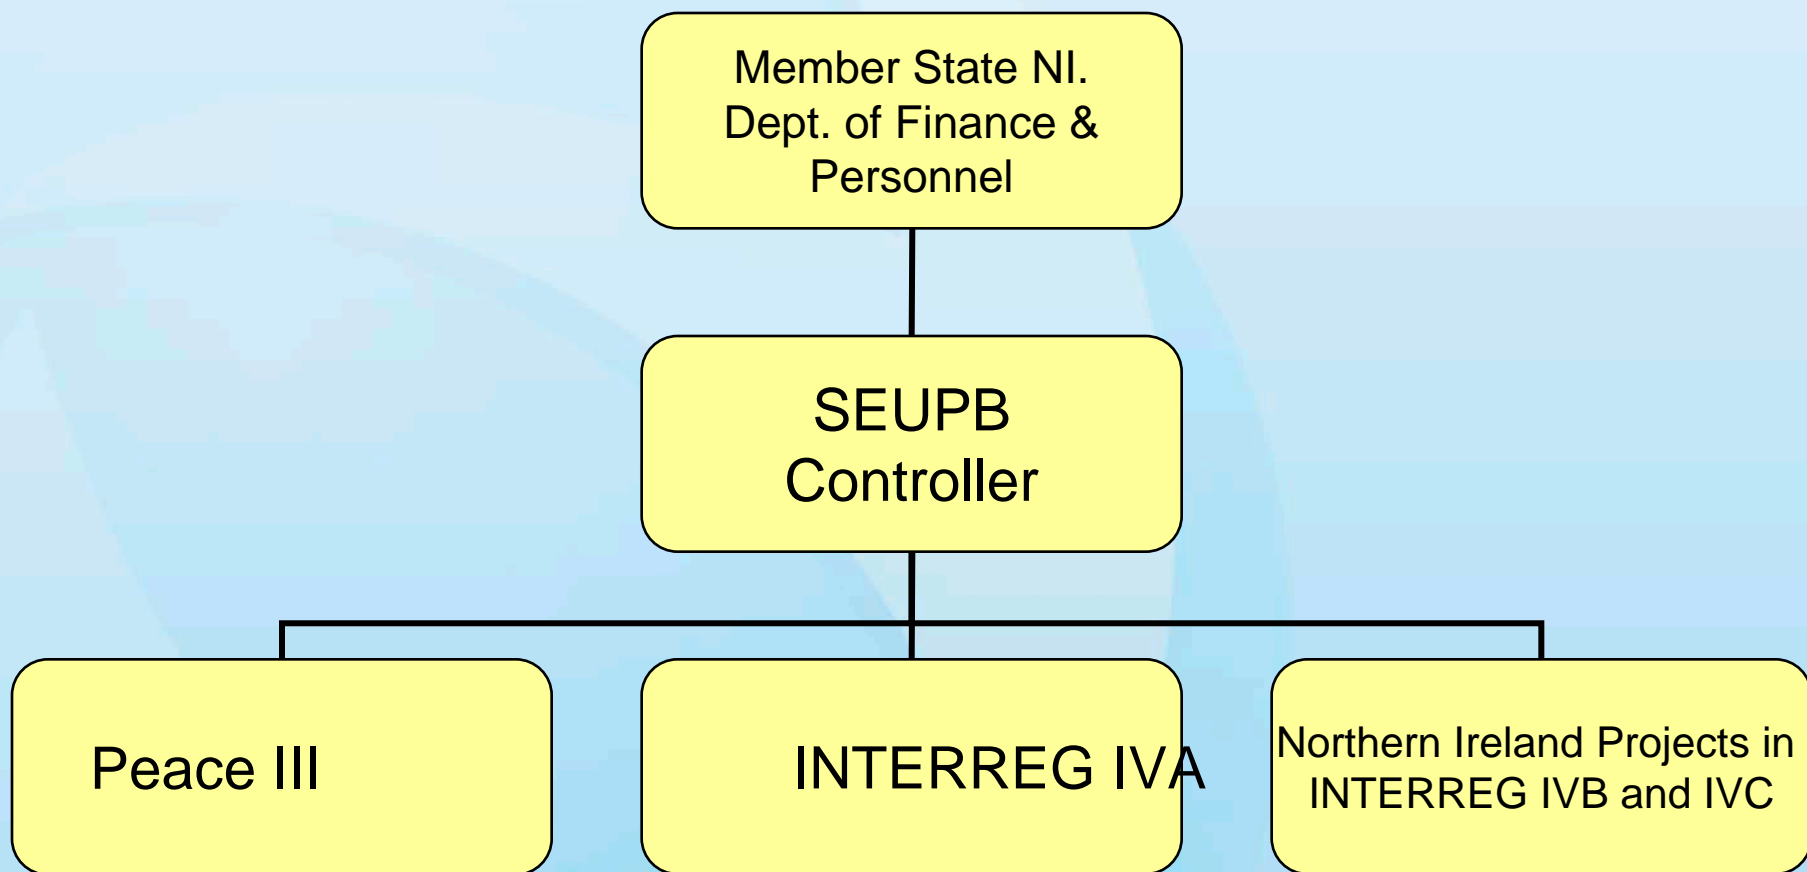 Member State NI.
Dept. of Finance &
Personnel
SEUPB
Controller
Peace III
INTERREG IVA
Northern Ireland Projects in
INTERREG IVB and IVC